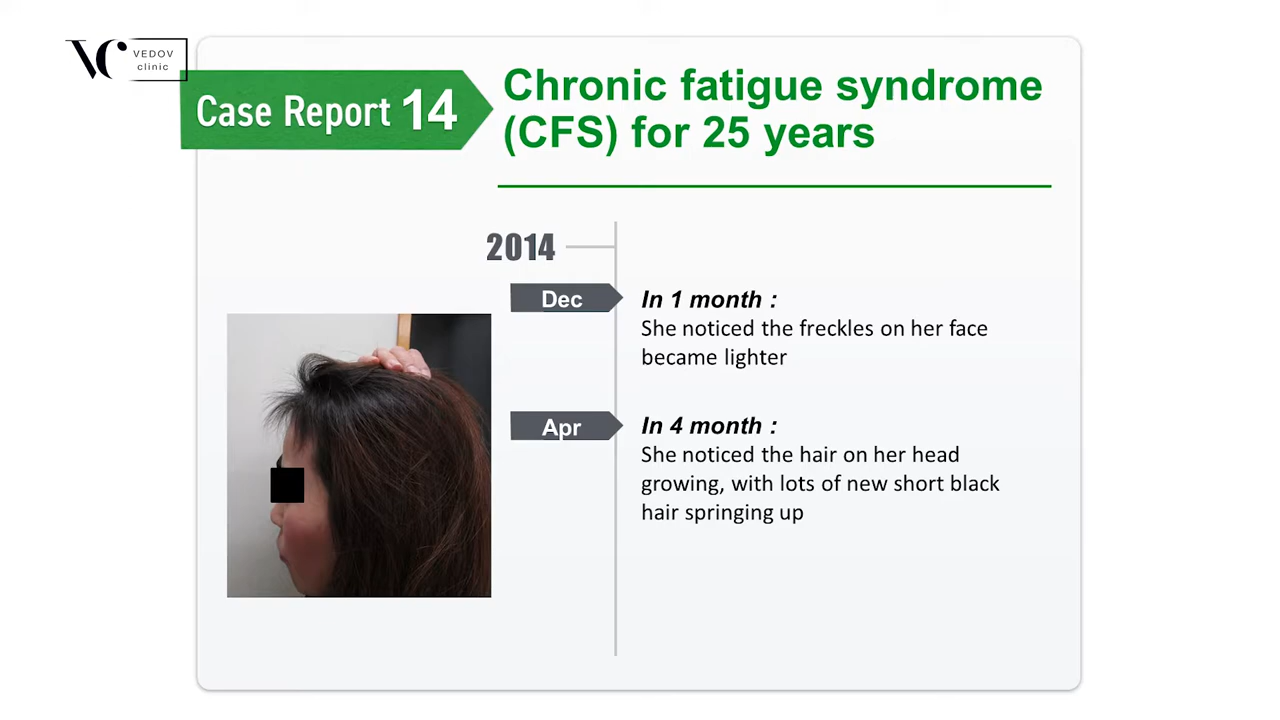 VC VEDOV
clinic
Case Report 14
Chronic fatigue syndrome
(CFS) for 25 years
2014
Dec
In 1 month :
She noticed the freckles on her face
became lighter
Apr
In 4 month :
She noticed the hair on her head
growing, with lots of new short black
hair springing up